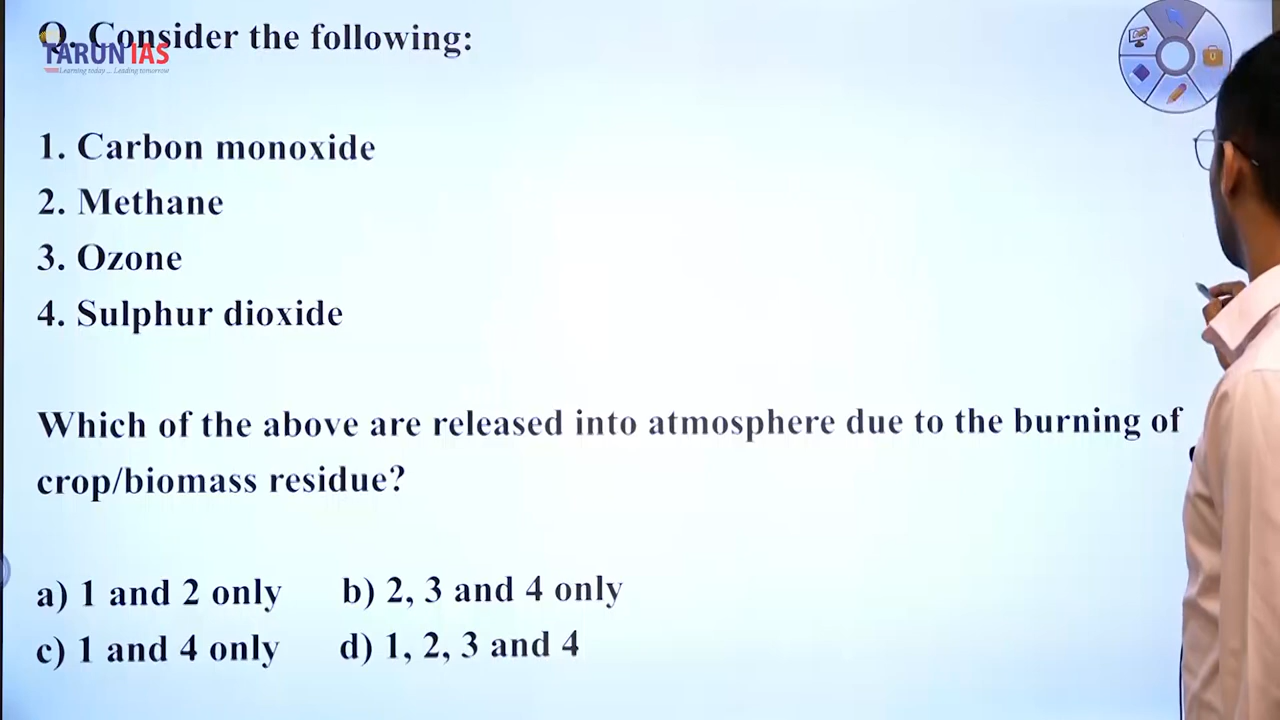 Q. Consider the following:
TARUN IAS
Learning today ... Leading tomorrow
1. Carbon monoxide
2. Methane
3. Ozone
4. Sulphur dioxide
Which of the above are released into atmosphere due to the burning of
crop/biomass residue?
a) 1 and 2 only b) 2, 3 and 4 only
c) 1 and 4 only d) 1, 2, 3 and 4